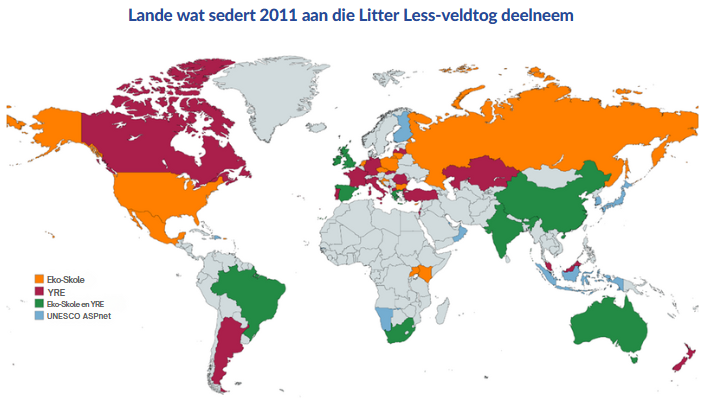 Lande wat sedert 2011 aan die Litter Less-veldtog deelneem
Eko-Skole
YRE
Eko-Skole en YRE
UNESCO ASPnet